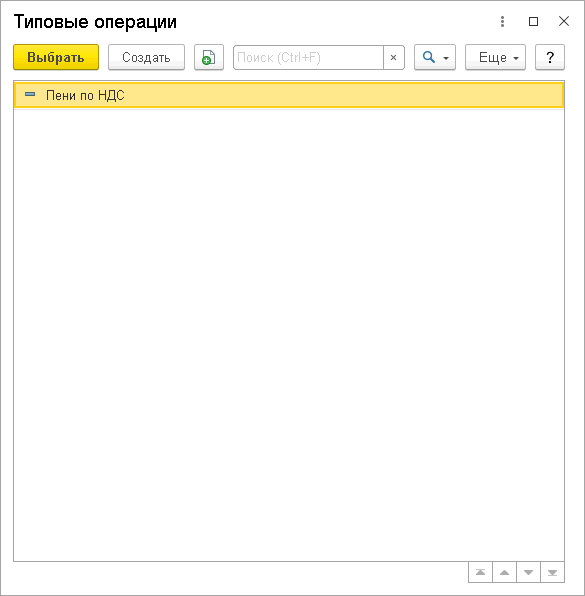 Типовые операции
Выбрать Создать Поиск (Ctrl+F) × Еще ?
Пени по НДС